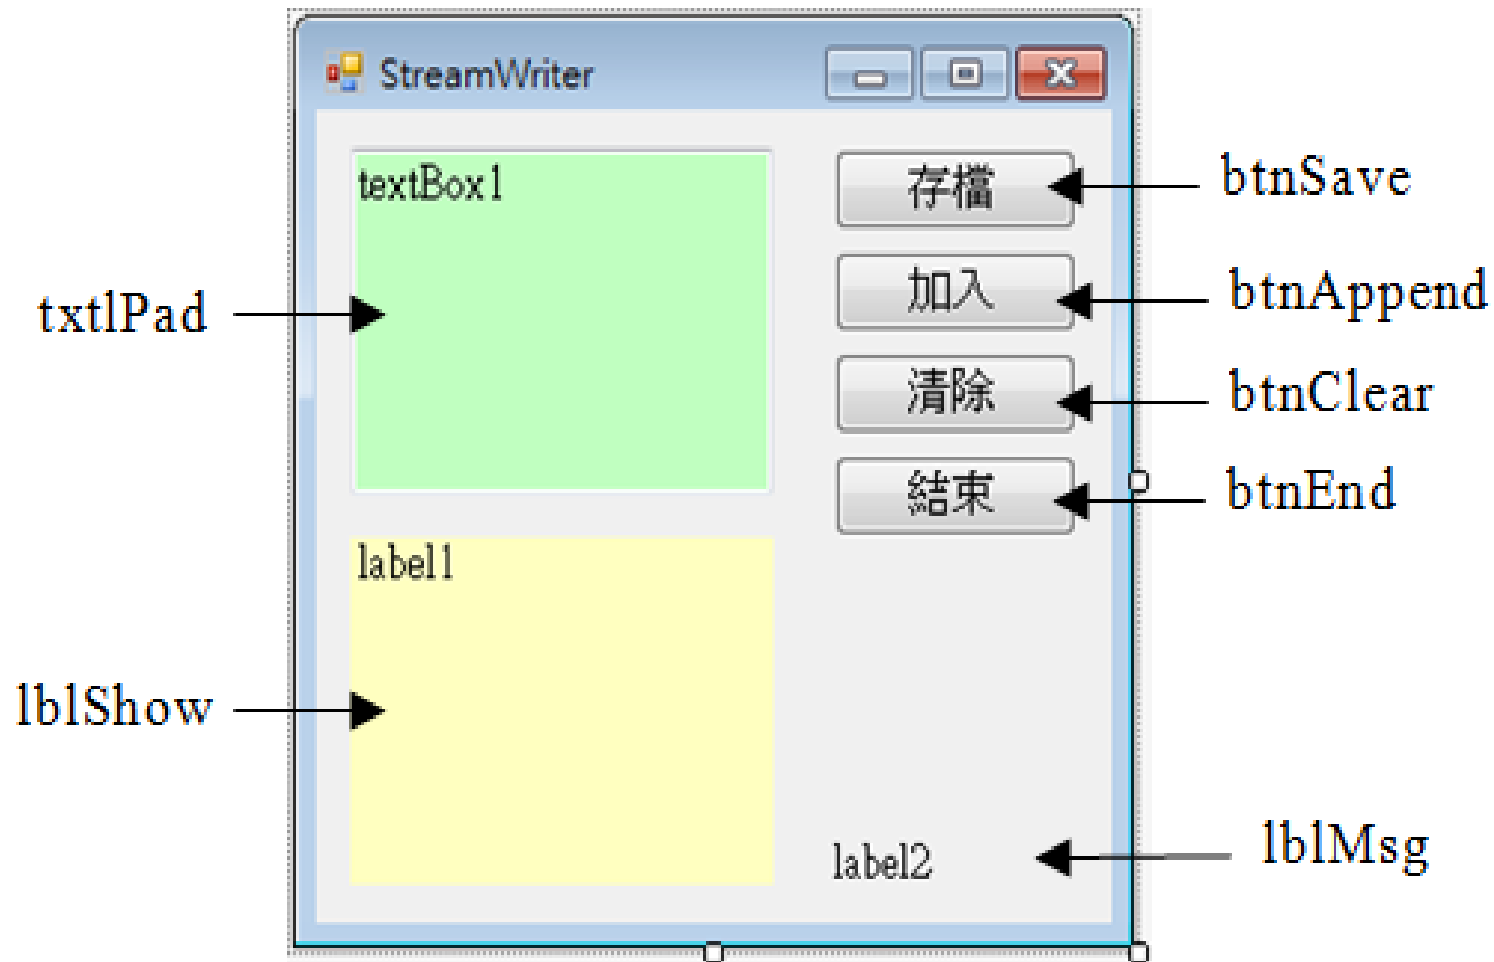 StreamWriter
textBox1
存檔
btnSave
加入
btnAppend
txtlPad
清除
btnClear
結束
btnEnd
label1
lblShow
label2
lblMsg